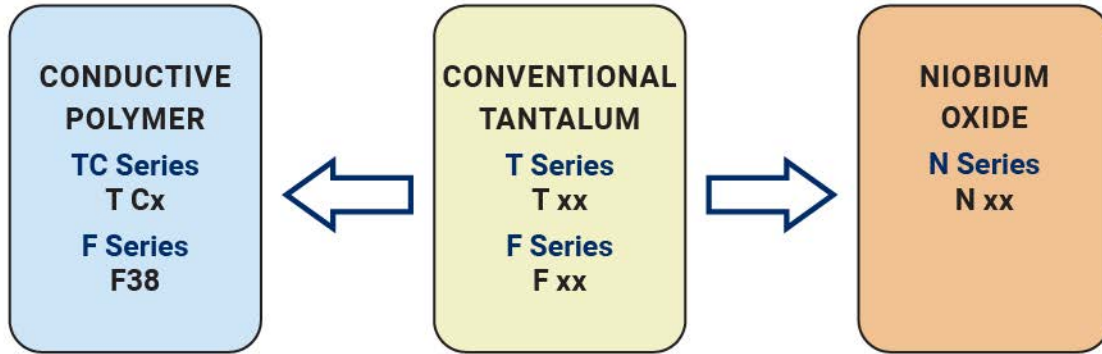 CONDUCTIVE
POLYMER
TC Series
T Cx
F Series
F38
CONVENTIONAL
TANTALUM
T Series
T xx
F Series
F xx
NIOBIUM
OXIDE
N Series
N xx